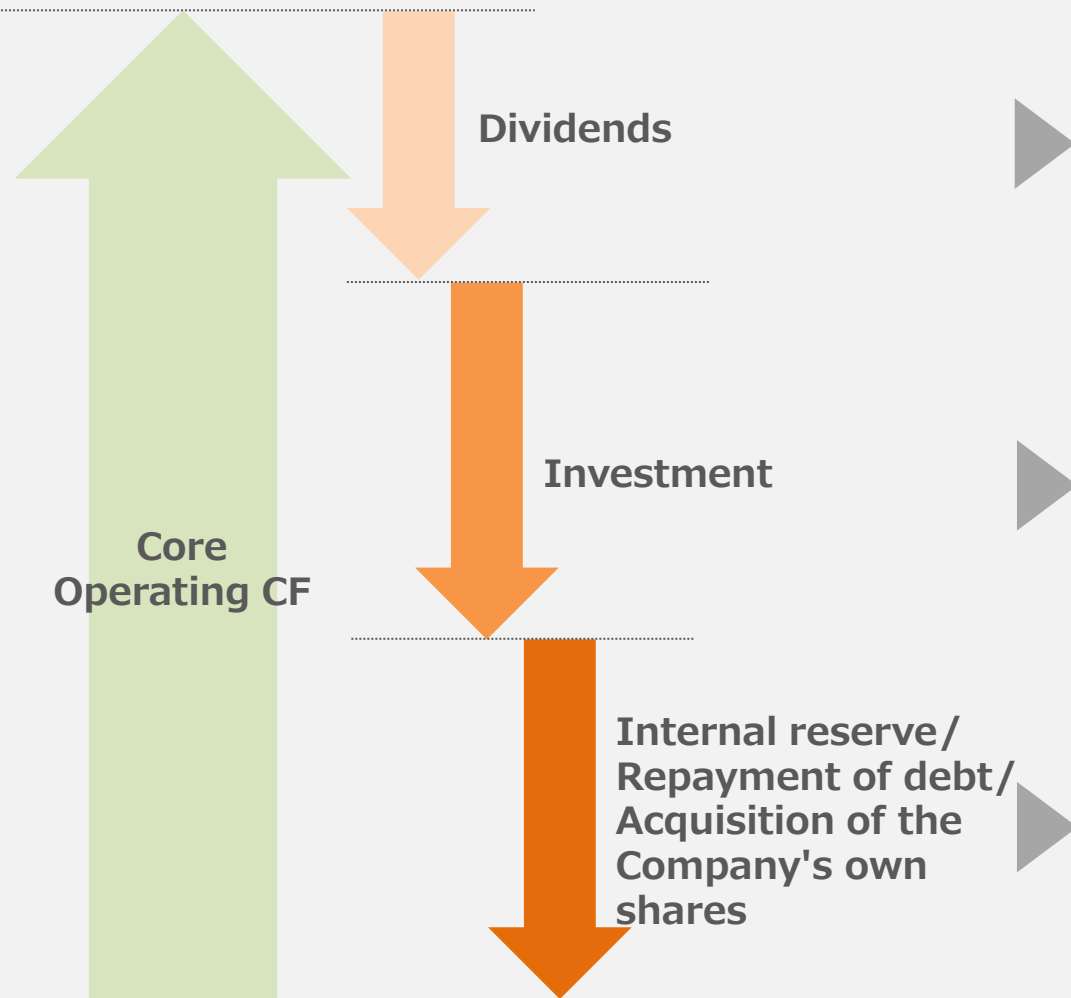 Dividends
Investment
Core
Operating CF
Internal reserve/
Repayment of debt/
Acquisition of the
Company's own
shares